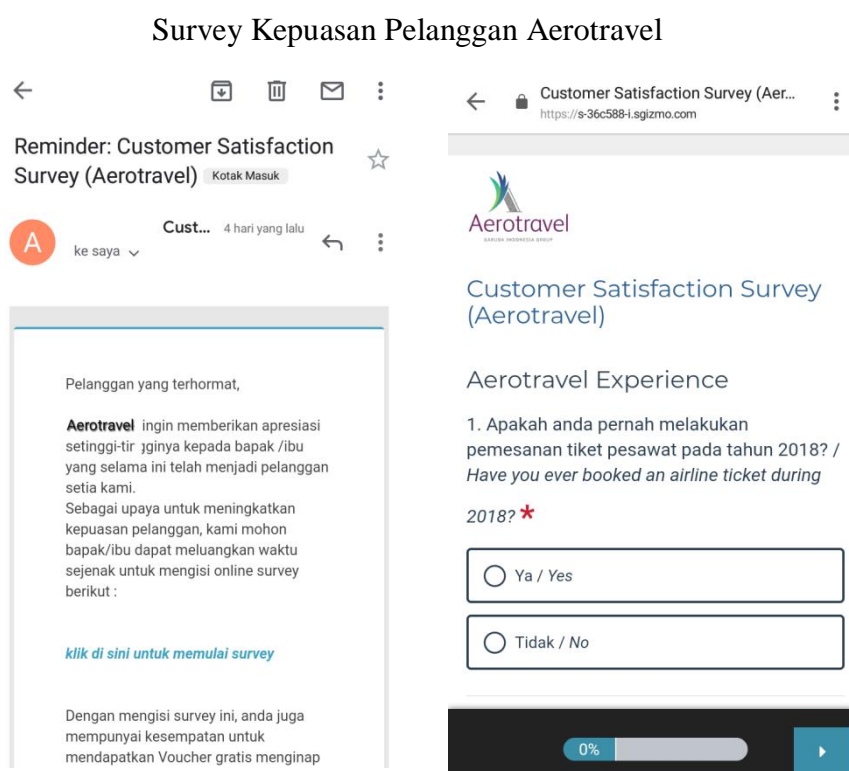 Survey Kepuasan Pelanggan Aerotravel
Reminder: Customer Satisfaction
Survey (Aerotravel) Kotak Masuk
A
Cust... 4 hari yang lalu
ke saya
Pelanggan yang terhormat,
Aerotravel ingin memberikan apresiasi
setinggi-tir gginya kepada bapak /ibu
yang selama ini telah menjadi pelanggan
setia kami.
Sebagai upaya untuk meningkatkan
kepuasan pelanggan, kami mohon
bapak/ibu dapat meluangkan waktu
sejenak untuk mengisi online survey
berikut :
klik di sini untuk memulai survey
Dengan mengisi survey ini, anda juga
mempunyai kesempatan untuk
mendapatkan Voucher gratis menginap
Customer Satisfaction Survey (Aer...
https://s-36c588-i.sgizmo.com
Aerotravel
GARUDA INDONESIA GROUP
Customer Satisfaction Survey
(Aerotravel)
Aerotravel Experience
1. Apakah anda pernah melakukan
pemesanan tiket pesawat pada tahun 2018? /
Have you ever booked an airline ticket during
2018? *
Ya / Yes
Tidak / No
0%